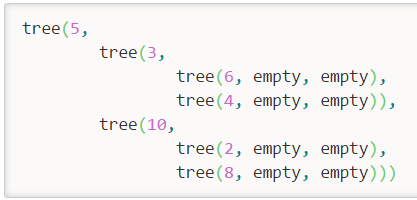 tree(5,
        tree(3,
                tree(6, empty, empty),
                tree(4, empty, empty)),
        tree(10,
                tree(2, empty, empty),
                tree(8, empty, empty)))